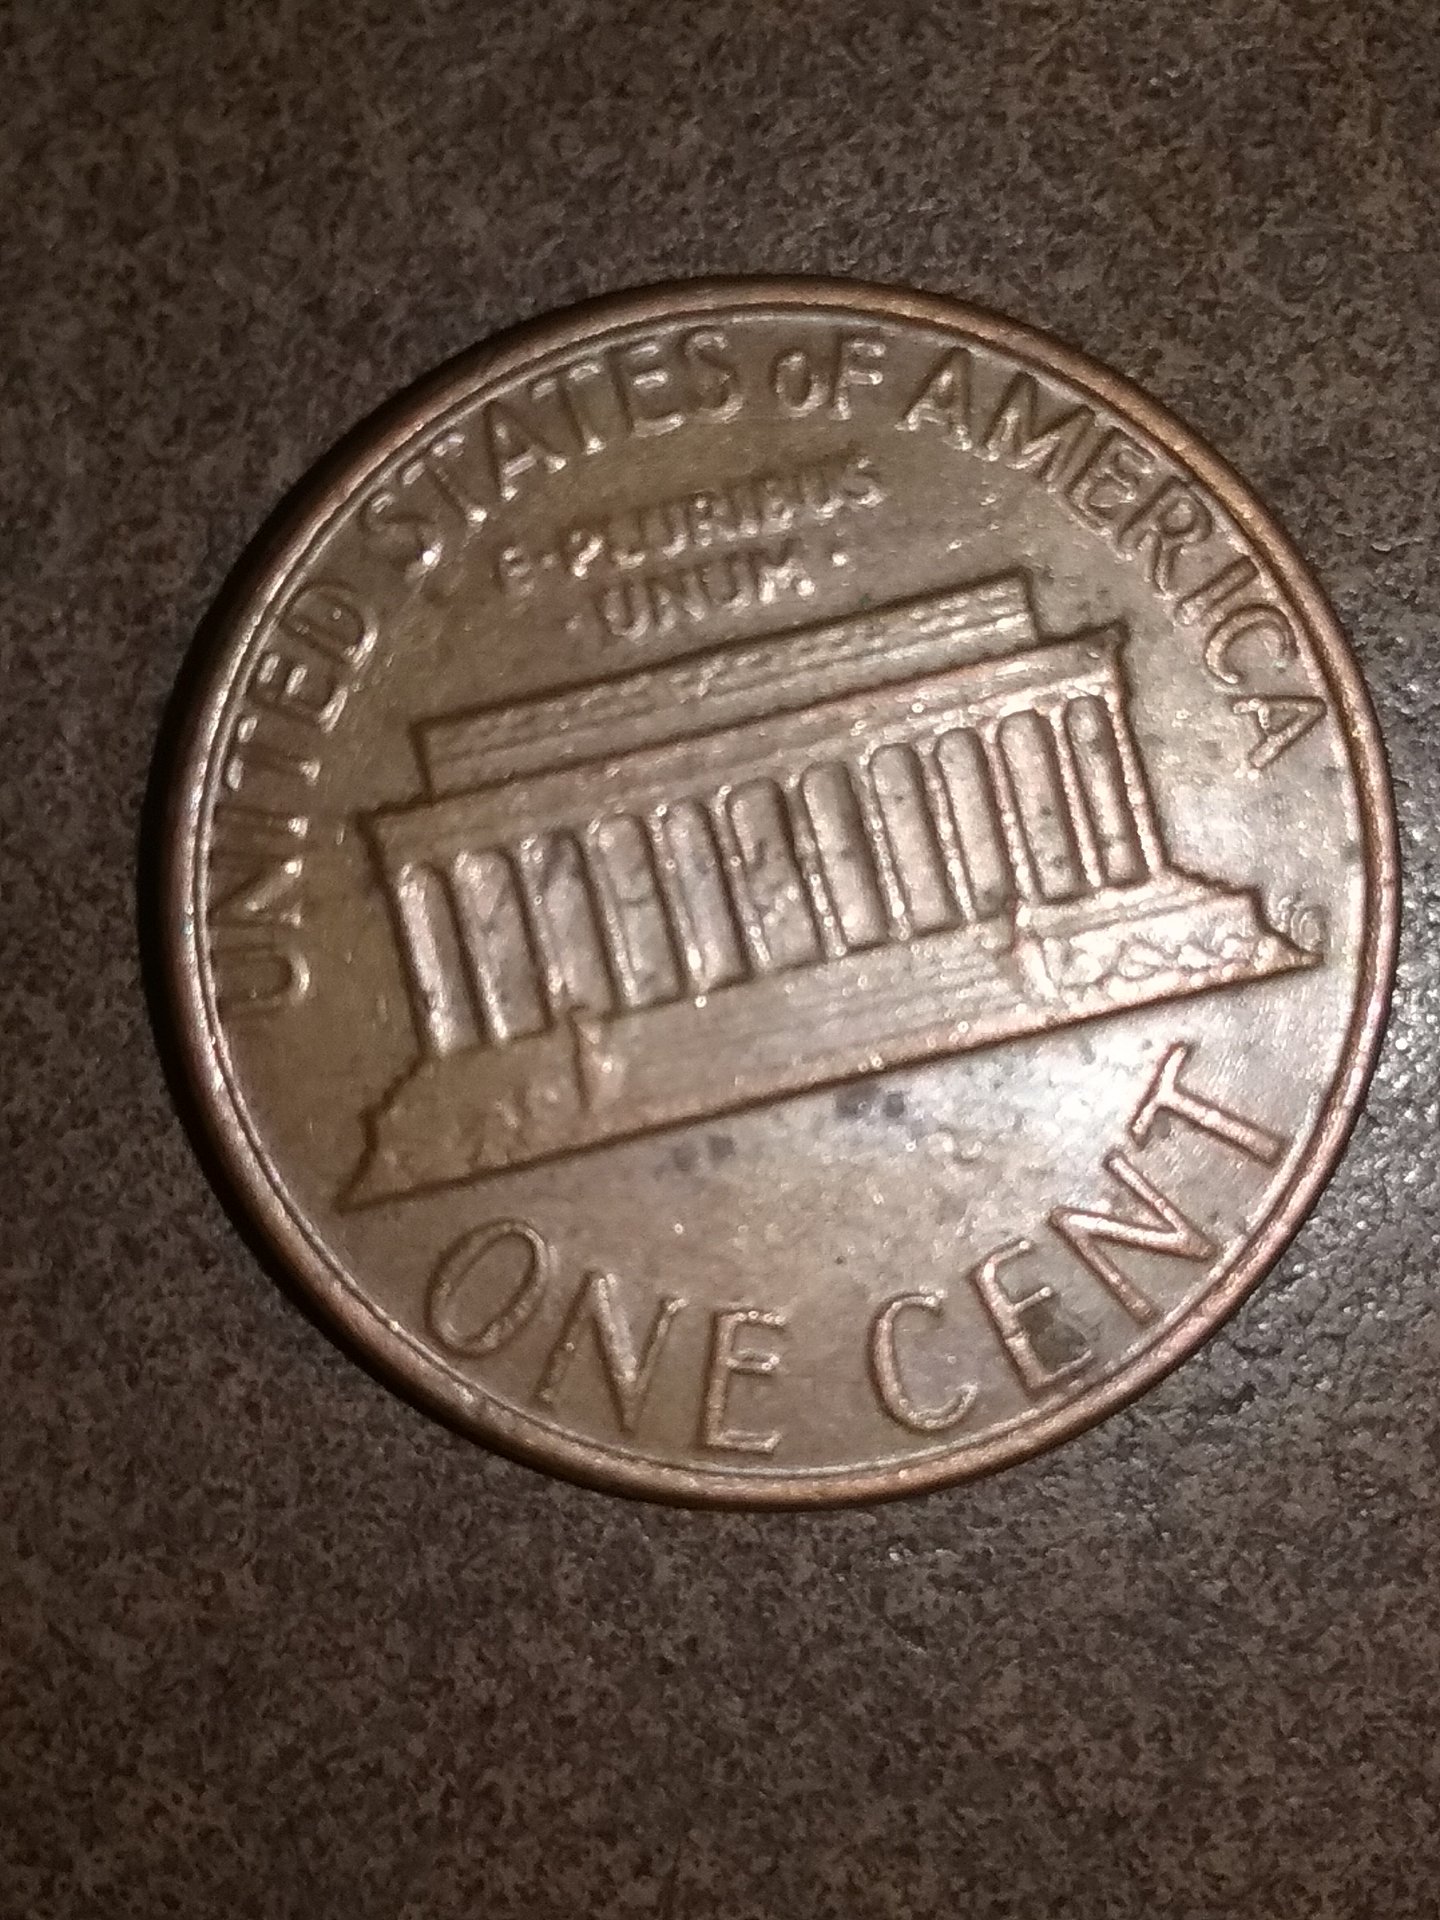 UNITED STATES OF AMERICA
E·PLURIBUS
·UNUM·
ONE CENT